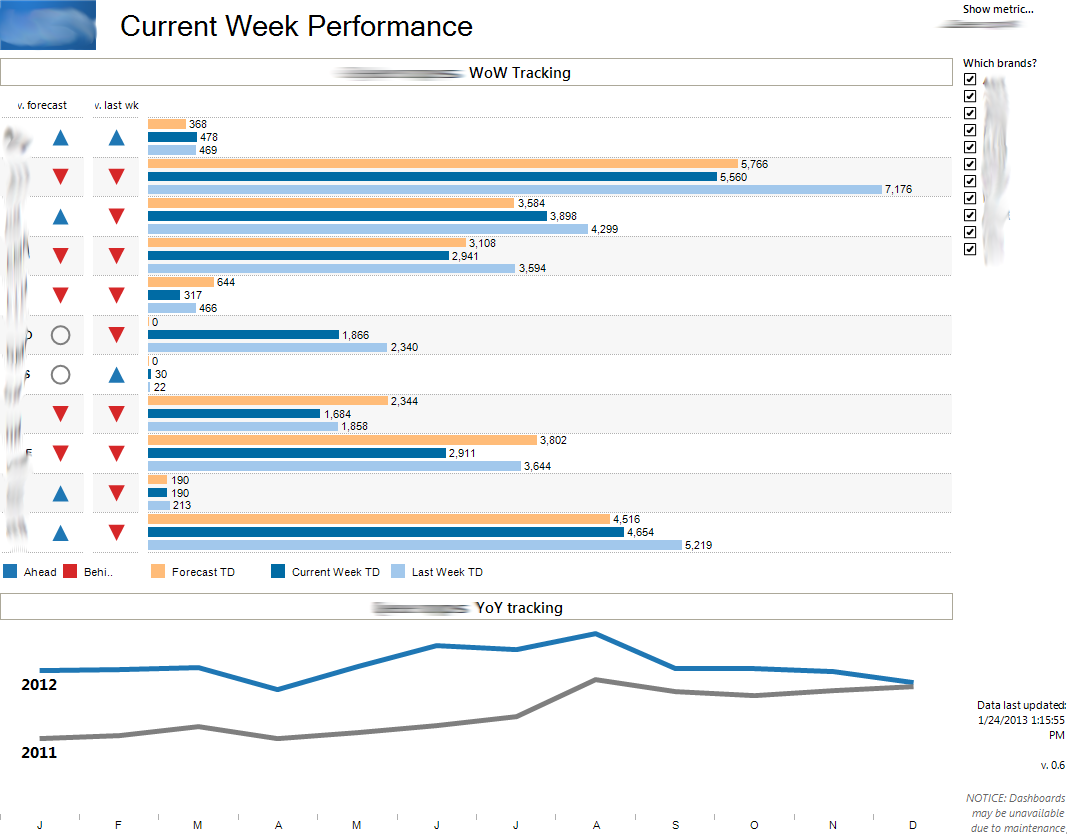 Current Week Performance
Show metric...
Which brands?
WoW Tracking
v. forecast
v. last wk
368
478
469
5,766
5,560
7,176
3,584
3,898
4,299
3,108
2,941
3,594
644
317
466
0
1,866
2,340
0
30
22
2,344
1,684
1,858
3,802
2,911
3,644
190
190
213
4,516
4,654
5,219
Ahead
Behi..
Forecast TD
Current Week TD
Last Week TD
YoY tracking
2012
2011
J F M A M J J A S O N D
Data last updated:
1/24/2013 1:15:55
PM
v. 0.6
NOTICE: Dashboards
may be unavailable
due to maintenance,